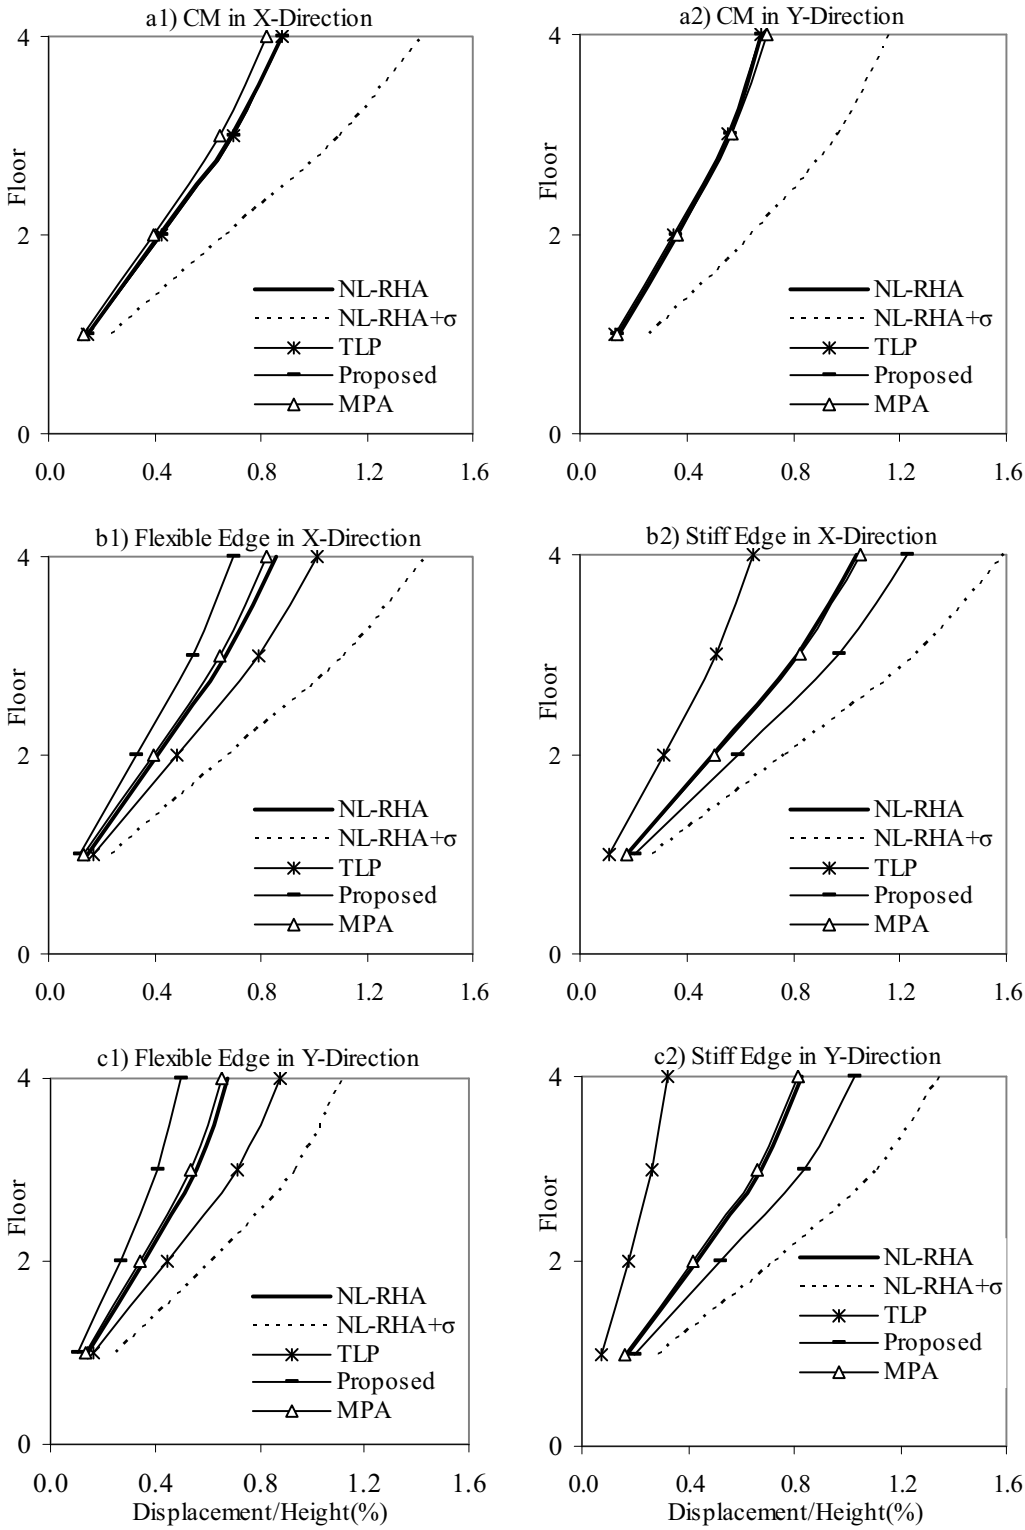 a1) CM in X-Direction
4
2
0
Floor
NL-RHA
NL-RHA+σ
TLP
Proposed
MPA
0.0 0.4 0.8 1.2 1.6
a2) CM in Y-Direction
4
2
0
Floor
NL-RHA
NL-RHA+σ
TLP
Proposed
MPA
0.0 0.4 0.8 1.2 1.6
b1) Flexible Edge in X-Direction
4
2
0
Floor
NL-RHA
NL-RHA+σ
TLP
Proposed
MPA
0.0 0.4 0.8 1.2 1.6
b2) Stiff Edge in X-Direction
4
2
0
Floor
NL-RHA
NL-RHA+σ
TLP
Proposed
MPA
0.0 0.4 0.8 1.2 1.6
c1) Flexible Edge in Y-Direction
4
2
0
Floor
NL-RHA
NL-RHA+σ
TLP
Proposed
MPA
0.0 0.4 0.8 1.2 1.6
Displacement/Height(%)
c2) Stiff Edge in Y-Direction
4
2
0
Floor
NL-RHA
NL-RHA+σ
TLP
Proposed
MPA
0.0 0.4 0.8 1.2 1.6
Displacement/Height(%)